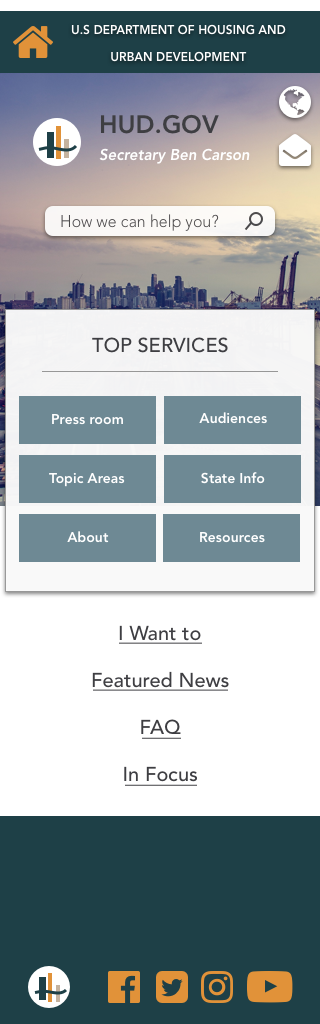 U.S DEPARTMENT OF HOUSING AND
URBAN DEVELOPMENT
HUD.GOV
Secretary Ben Carson
How we can help you?
TOP SERVICES
Press room
Audiences
Topic Areas
State Info
About
Resources
I Want to
Featured News
FAQ
In Focus